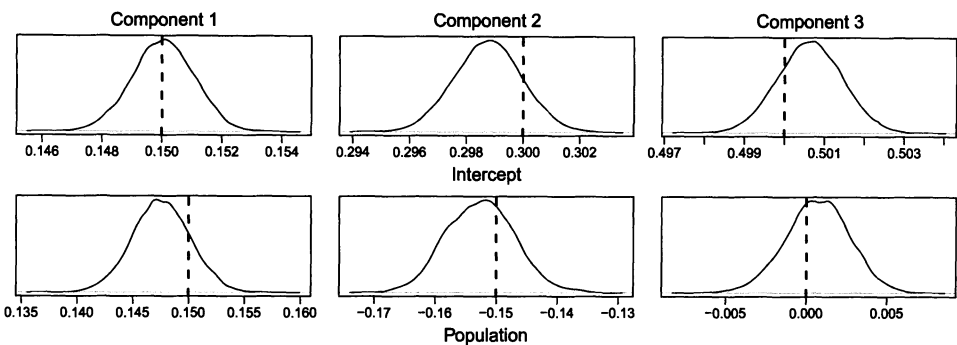 Component 1 Component 2 Component 3
0.146 0.148 0.150 0.152 0.154 0.294 0.296 0.298 0.300 0.302 0.497 0.499 0.501 0.503
Intercept
0.135 0.140 0.145 0.150 0.155 0.160 −0.17 −0.16 −0.15 −0.14 −0.13 −0.005 0.000 0.005
Population